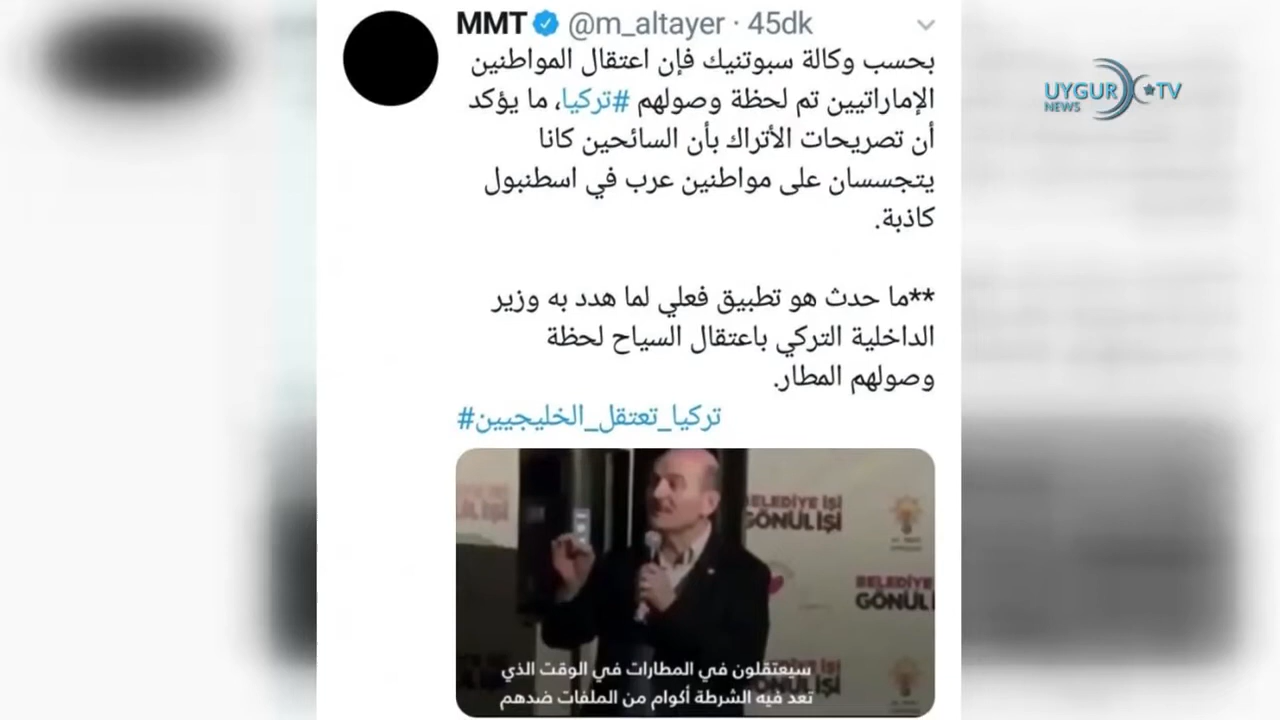 MMT @m_altayer · 45dk
بحسب وكالة سبوتنيك فإن اعتقال المواطنين
الإماراتيين تم لحظة وصولهم #تركيا، ما يؤكد
أن تصريحات الأتراك بأن السائحين كانا
يتجسسان على مواطنين عرب في اسطنبول
كاذبة.
**ما حدث هو تطبيق فعلي لما هدد به وزير
الداخلية التركي باعتقال السياح لحظة
وصولهم المطار.
#تركيا_تعتقل_الخليجيين
UYGUR TV
NEWS
BELEDİYE İŞİ
GÖNÜL İŞİ
BELEDİYE
GÖNÜL
سيعتقلون في المطارات في الوقت الذي
تعد فيه الشرطة أكوام من الملفات ضدهم